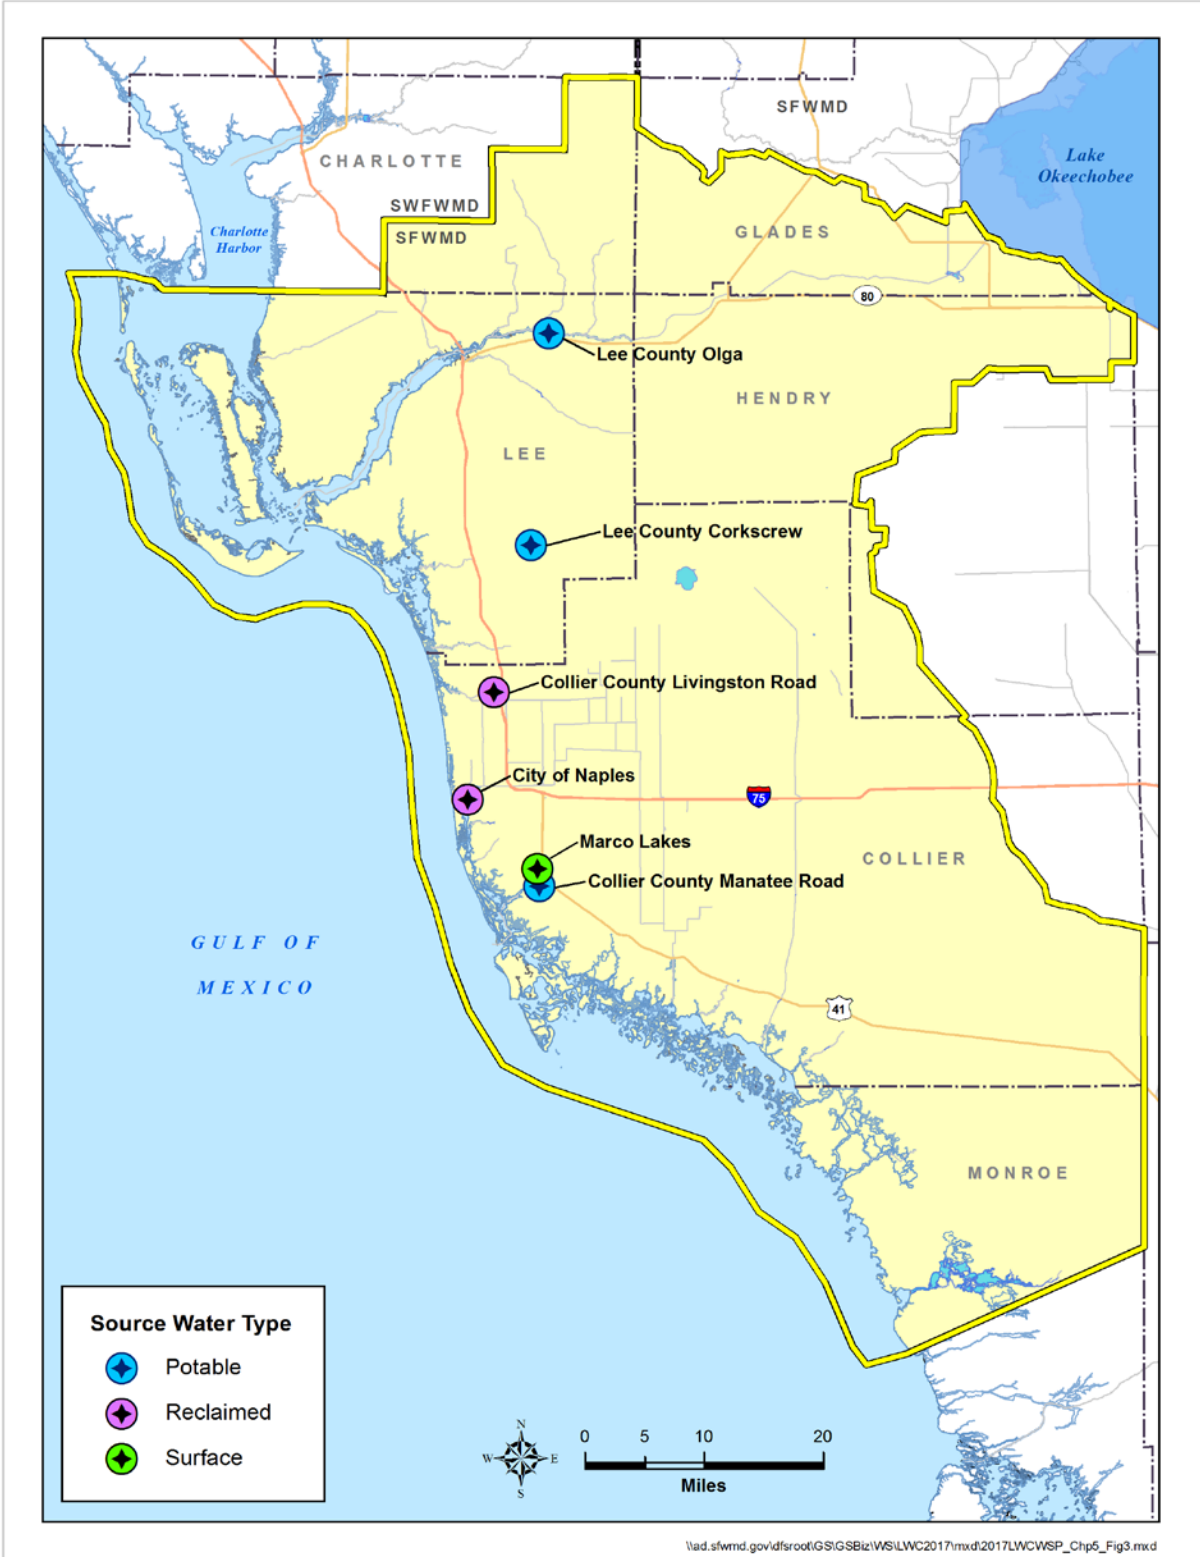 SFWMD
Lake
Okeechobee
CHARLOTTE
SWFWMD
SFWMD
Charlotte
Harbor
GLADES
80
Lee County Olga
HENDRY
LEE
Lee County Corkscrew
Collier County Livingston Road
City of Naples
75
Marco Lakes
COLLIER
Collier County Manatee Road
GULF OF
MEXICO
41
MONROE
Source Water Type
Potable
Reclaimed
Surface
N
W E
S
0 5 10 20
Miles
\\ad.sfwmd.gov\dfsroot\GS\GSBiz\WS\LWC2017\mxd\2017LWCWSP_Chp5_Fig3.mxd